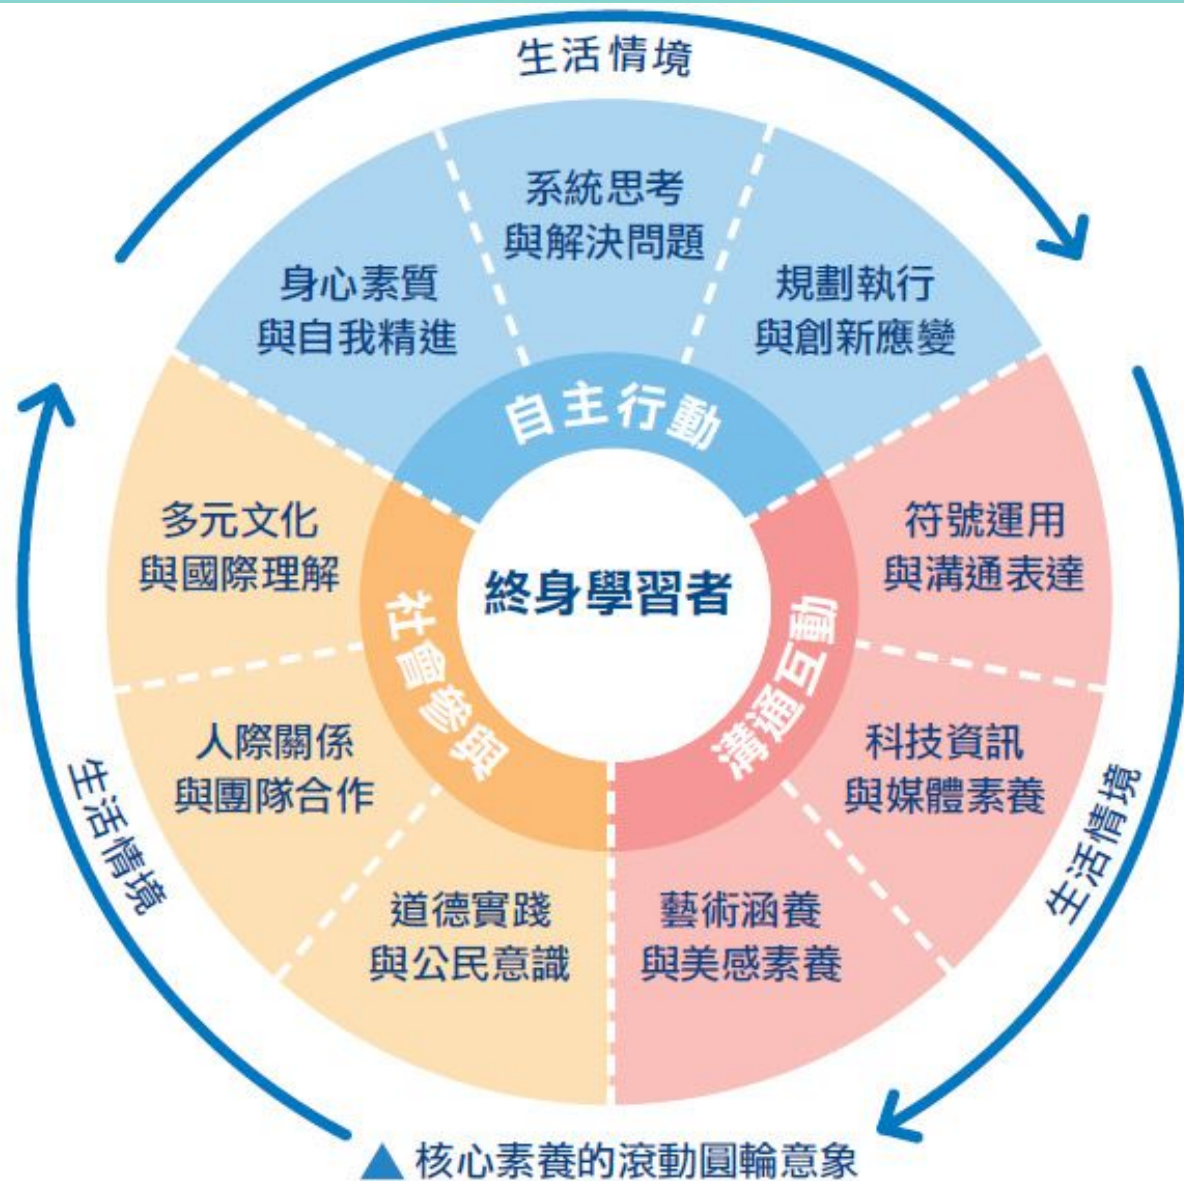 生活情境
系統思考
與解決問題
身心素質
與自我精進
規劃執行
與創新應變
自主行動
多元文化
與國際理解
符號運用
與溝通表達
終身學習者
社會參與
溝通互動
人際關係
與團隊合作
科技資訊
與媒體素養
生活情境
生活情境
道德實踐
與公民意識
藝術涵養
與美感素養
▲核心素養的滾動圓輪意象